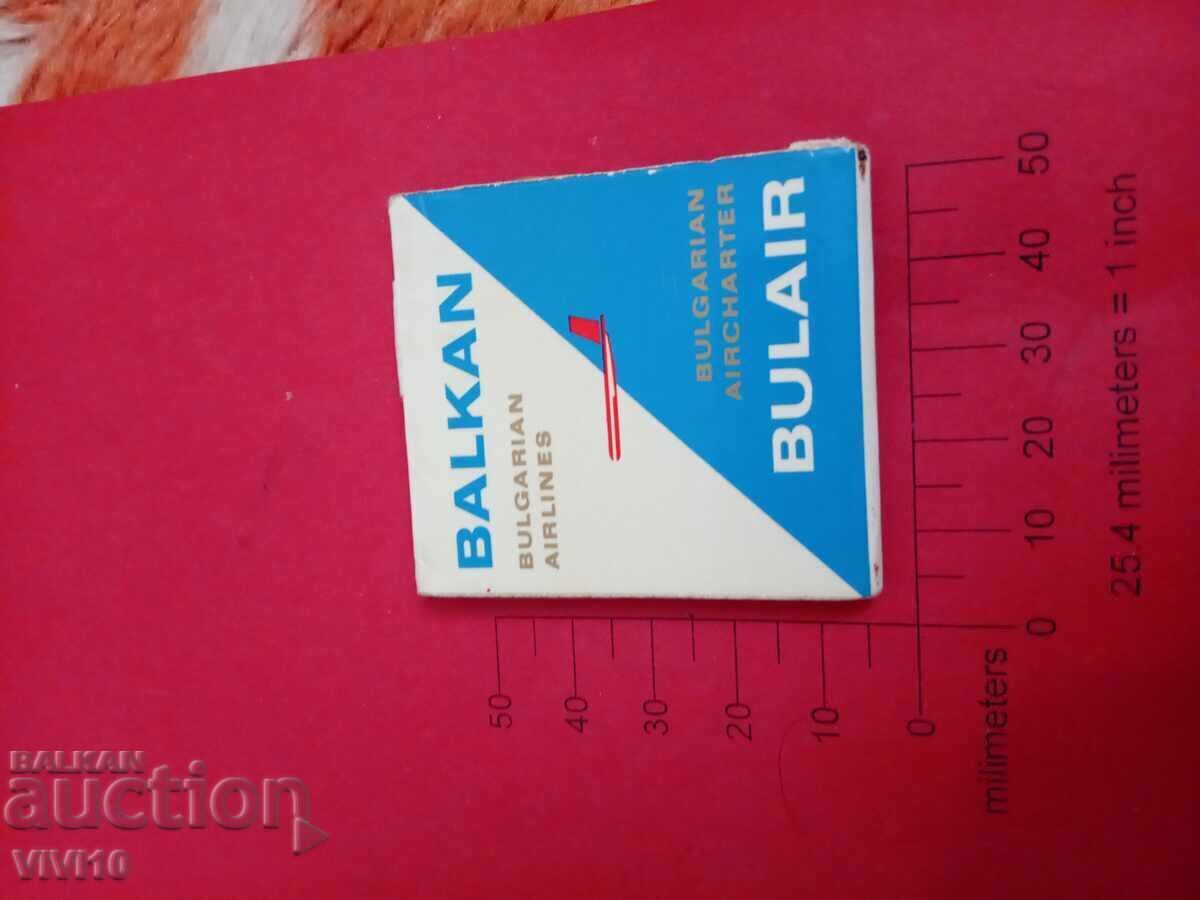 BALKAN
BULGARIAN
AIRLINES
BULGARIAN
AIRCHARTER
BULAIR
0 10 20 30 40 50
25.4 milimeters = 1 inch
milimeters
50 40 30 20 10 0
BALKAN
auction
VIVI10